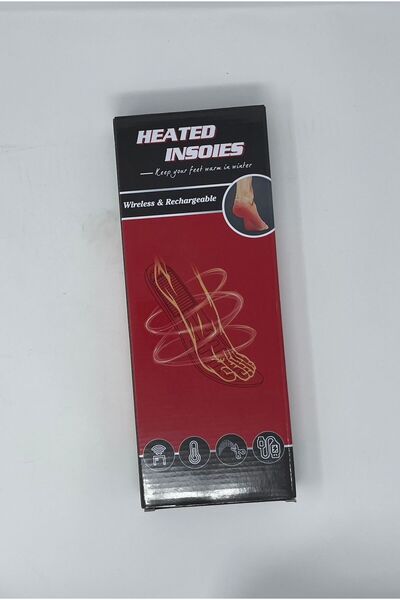 HEATED
INSOIES
Keep your feet warm in winter
Wireless & Rechargeable